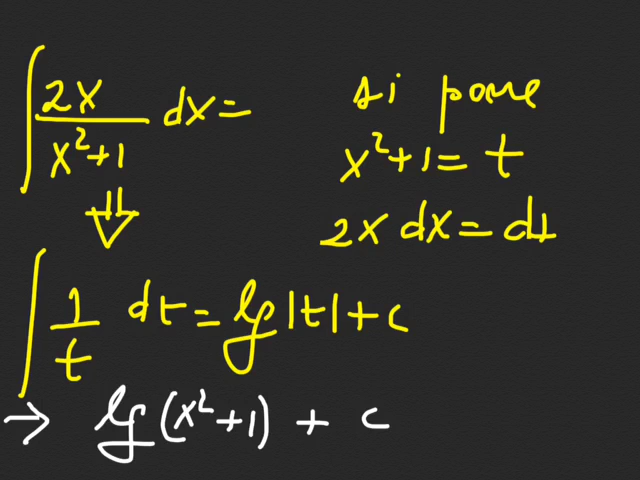 ∫ 2x/(x²+1) dx =
si pone
x²+1 = t
2x dx = dt
⇓
∫ 1/t dt = lg |t| + c
→ lg (x²+1) + c